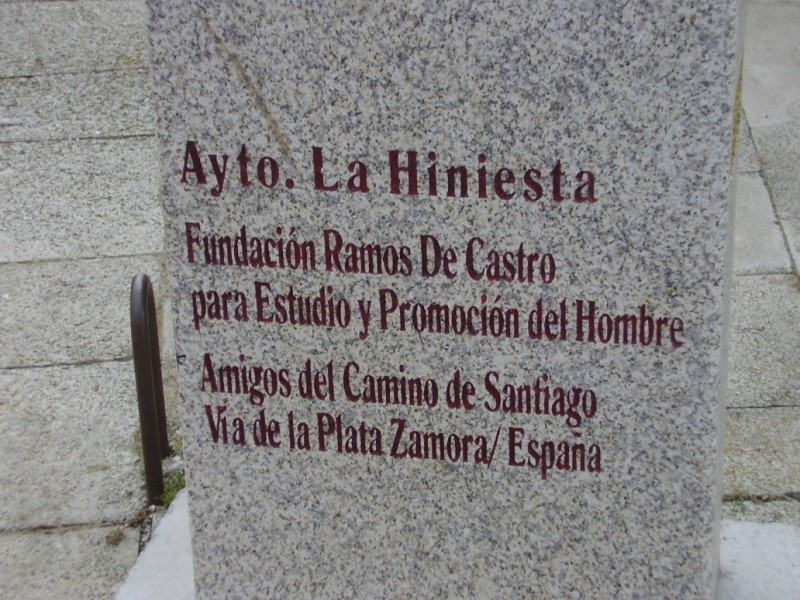 Ayto. La Hiniesta
Fundación Ramos De Castro
para Estudio y Promoción del Hombre
Amigos del Camino de Santiago
Vía de la Plata Zamora/ España